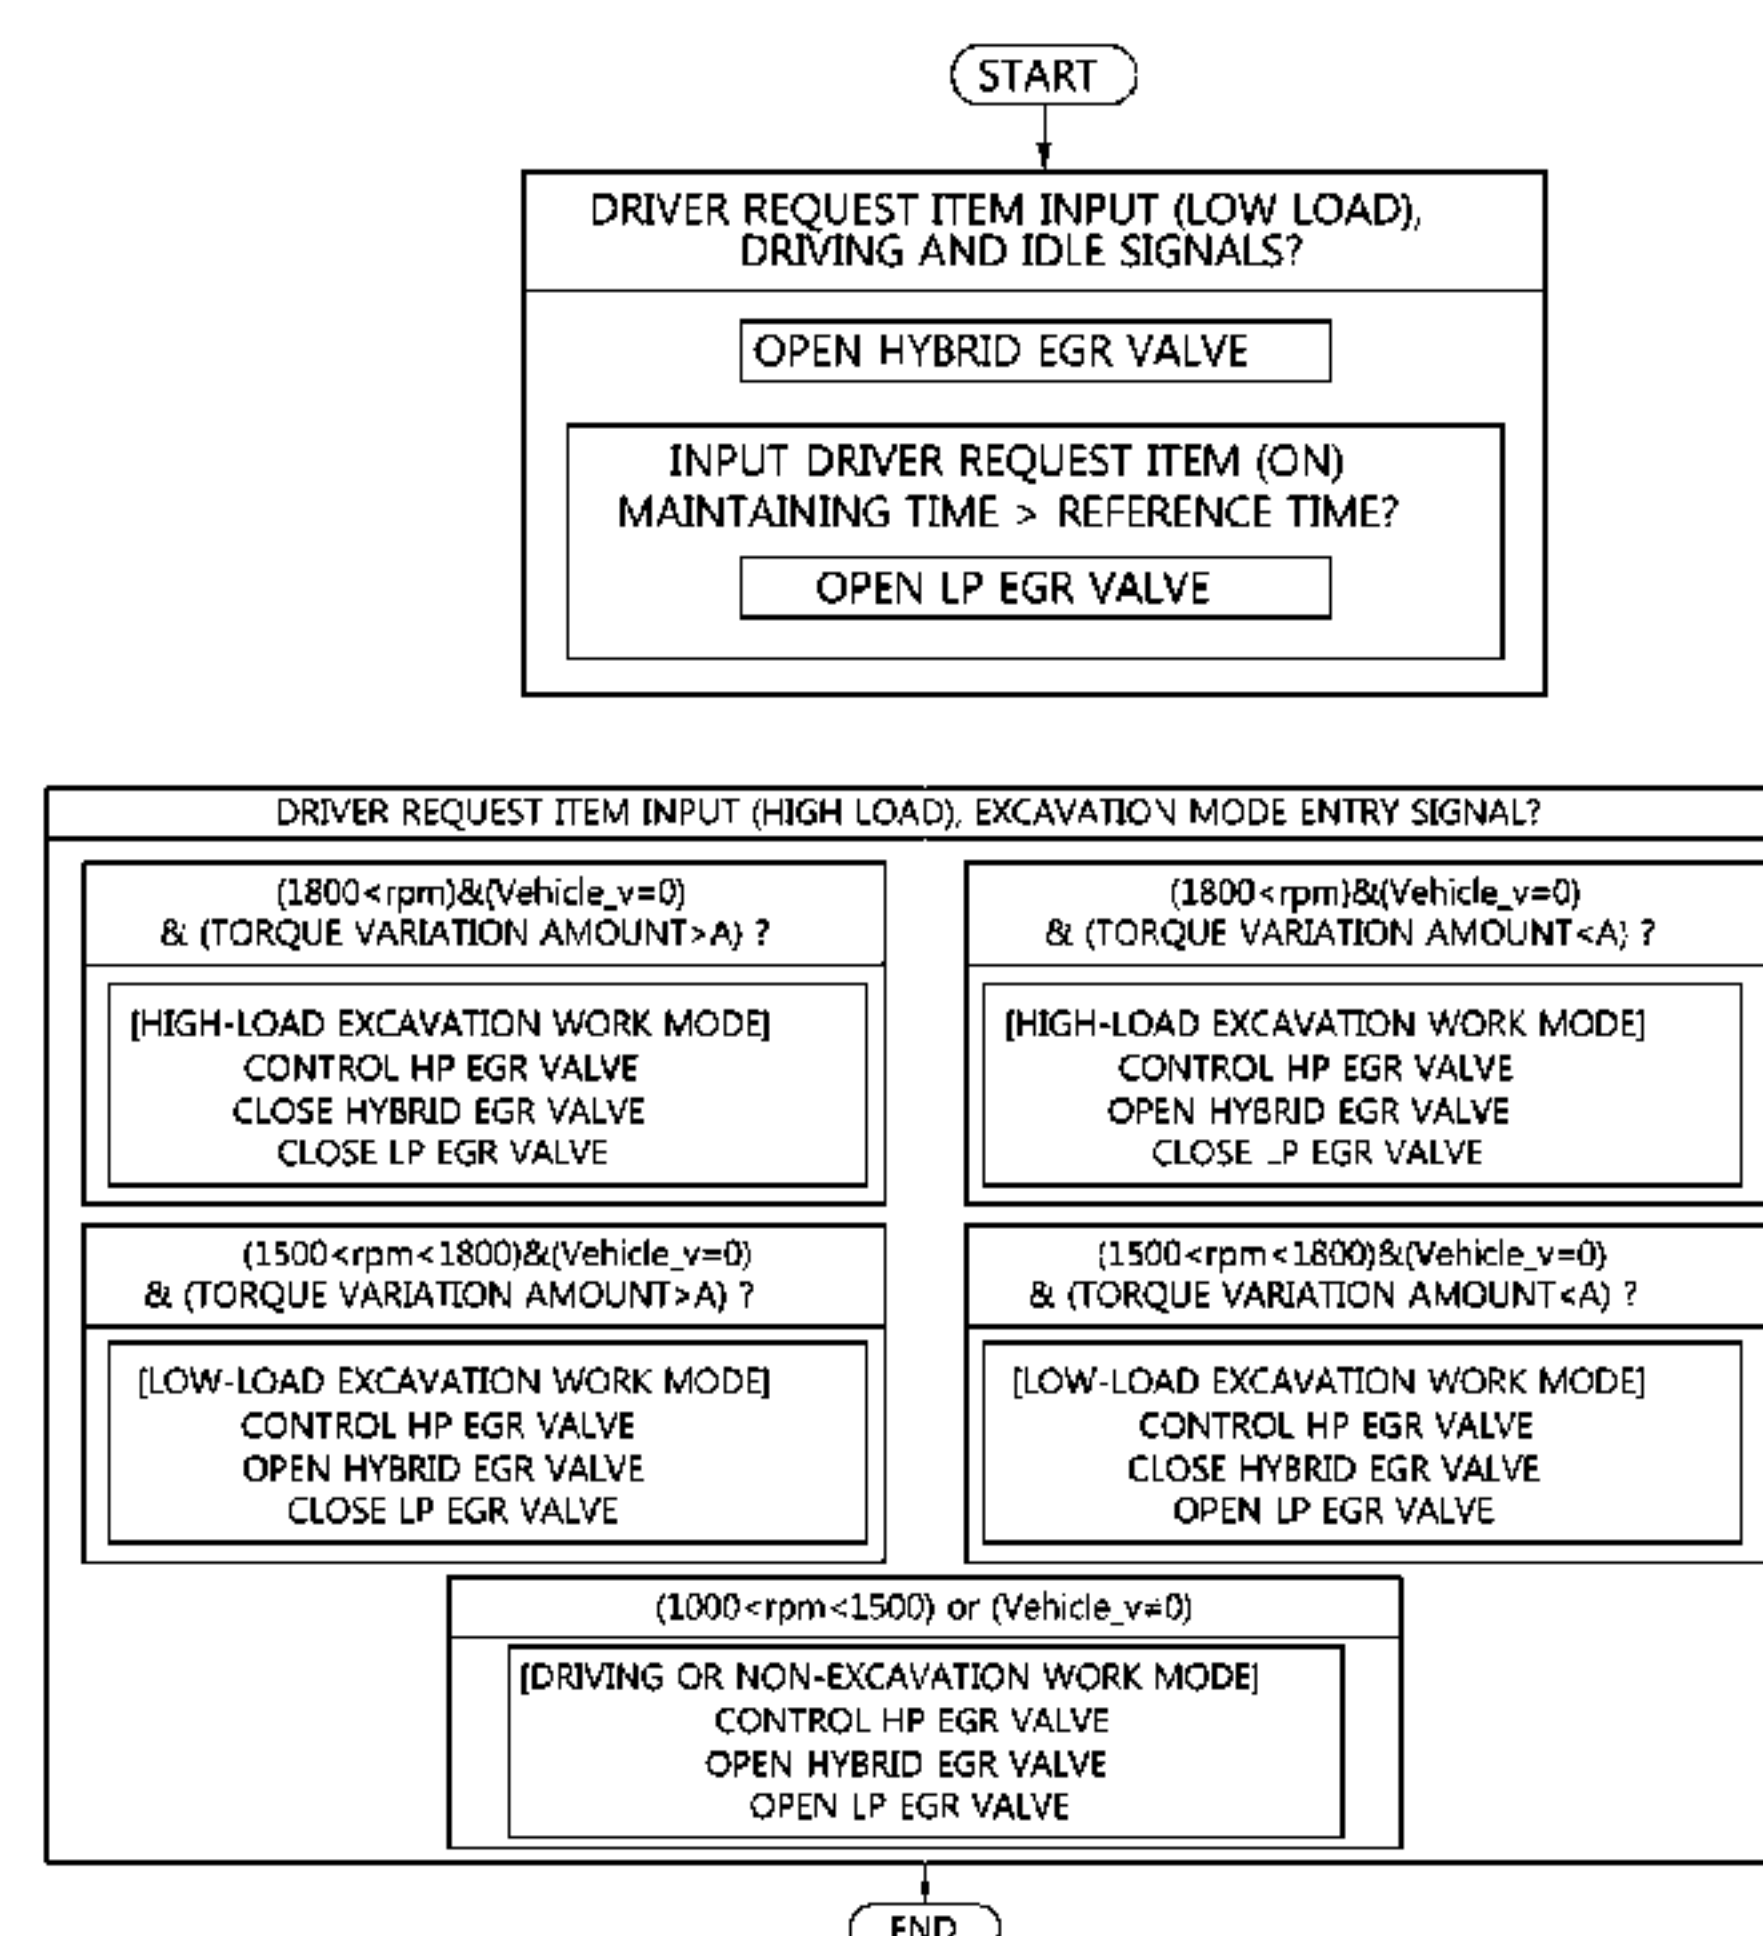 START
DRIVER REQUEST ITEM INPUT (LOW LOAD),
DRIVING AND IDLE SIGNALS?
OPEN HYBRID EGR VALVE
INPUT DRIVER REQUEST ITEM (ON)
MAINTAINING TIME > REFERENCE TIME?
OPEN LP EGR VALVE
DRIVER REQUEST ITEM INPUT (HIGH LOAD), EXCAVATION MODE ENTRY SIGNAL?
(1800<rpm)&(Vehicle_v=0)
& (TORQUE VARIATION AMOUNT>A) ?
[HIGH-LOAD EXCAVATION WORK MODE]
CONTROL HP EGR VALVE
CLOSE HYBRID EGR VALVE
CLOSE LP EGR VALVE
(1800<rpm)&(Vehicle_v=0)
& (TORQUE VARIATION AMOUNT<A) ?
[HIGH-LOAD EXCAVATION WORK MODE]
CONTROL HP EGR VALVE
OPEN HYBRID EGR VALVE
CLOSE LP EGR VALVE
(1500<rpm<1800)&(Vehicle_v=0)
& (TORQUE VARIATION AMOUNT>A) ?
[LOW-LOAD EXCAVATION WORK MODE]
CONTROL HP EGR VALVE
OPEN HYBRID EGR VALVE
CLOSE LP EGR VALVE
(1500<rpm<1800)&(Vehicle_v=0)
& (TORQUE VARIATION AMOUNT<A) ?
[LOW-LOAD EXCAVATION WORK MODE]
CONTROL HP EGR VALVE
CLOSE HYBRID EGR VALVE
OPEN LP EGR VALVE
(1000<rpm<1500) or (Vehicle_v≠0)
[DRIVING OR NON-EXCAVATION WORK MODE]
CONTROL HP EGR VALVE
OPEN HYBRID EGR VALVE
OPEN LP EGR VALVE
END